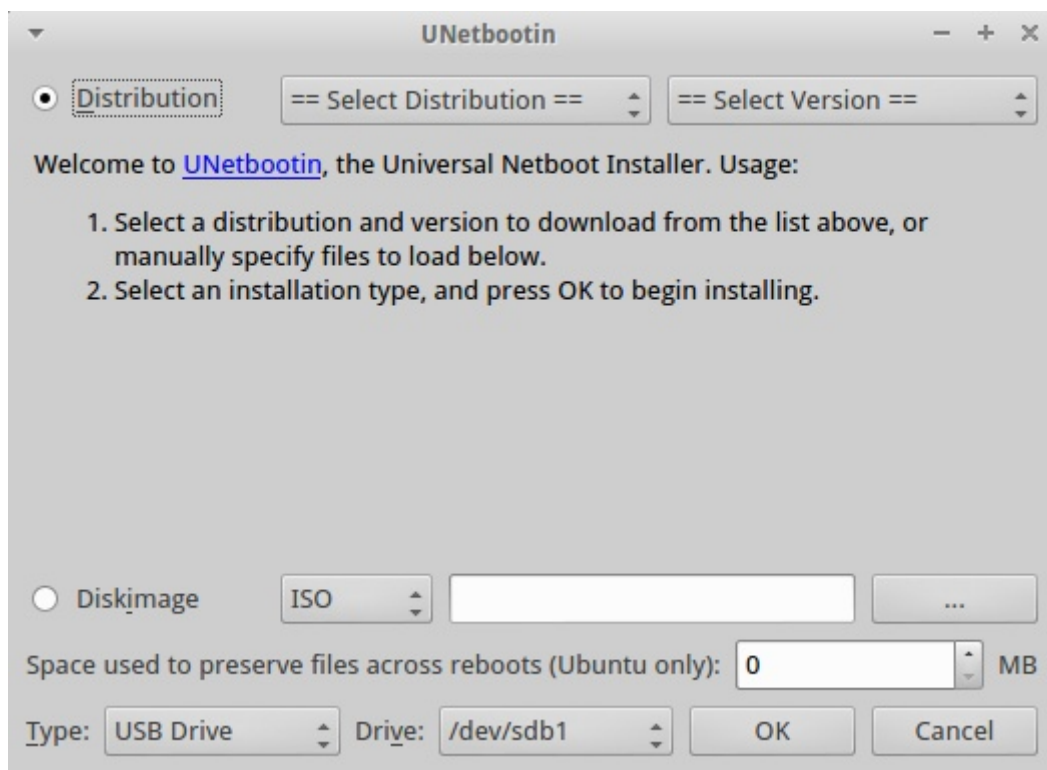 UNetbootin
Distribution == Select Distribution == == Select Version ==
Welcome to UNetbootin, the Universal Netboot Installer. Usage:
1. Select a distribution and version to download from the list above, or
manually specify files to load below.
2. Select an installation type, and press OK to begin installing.
Diskimage ISO ...
Space used to preserve files across reboots (Ubuntu only): 0 MB
Type: USB Drive Drive: /dev/sdb1 OK Cancel